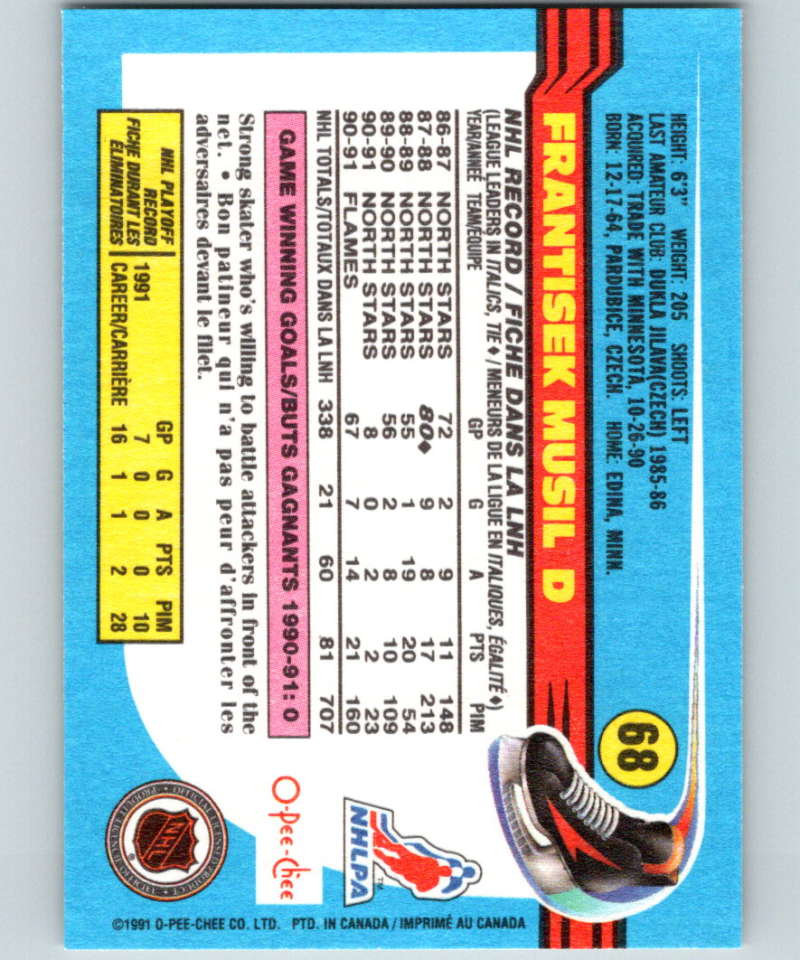 HEIGHT: 6'3" WEIGHT: 205 SHOOTS: LEFT
LAST AMATEUR CLUB: DUKLA JILAVA(CZECH) 1985-86
ACQUIRED: TRADE WITH MINNESOTA, 10-26-90
BORN: 12-17-64, PARDUBICE, CZECH. HOME: EDINA, MINN.
68
FRANTISEK MUSIL D
NHL RECORD / FICHE DANS LA LNH
(LEAGUE LEADERS IN ITALICS, TIE ♦ / MENEURS DE LA LIGUE EN ITALIQUES, ÉGALITÉ ♦)
YEAR/ANNÉE TEAM/ÉQUIPE GP G A PTS PIM
86-87 NORTH STARS 72 2 9 11 148
87-88 NORTH STARS 80♦ 9 8 17 213
88-89 NORTH STARS 55 1 19 20 54
89-90 NORTH STARS 56 2 8 10 109
90-91 NORTH STARS 8 0 2 2 23
90-91 FLAMES 67 7 14 21 160
NHL TOTALS/TOTAUX DANS LA LNH 338 21 60 81 707
GAME WINNING GOALS/BUTS GAGNANTS 1990-91: 0
Strong skater who's willing to battle attackers in front of the
net. • Bon patineur qui n'a pas peur d'affronter les
adversaires devant le filet.
NHL PLAYOFF RECORD
FICHE DURANT LES ÉLIMINATOIRES
GP G A PTS PIM
1991 7 0 0 0 10
CAREER/CARRIÈRE 16 1 1 2 28
NHLPA
TM
O-Pee-Chee
NHL
®
©1991 O-PEE-CHEE CO. LTD. PTD. IN CANADA / IMPRIMÉ AU CANADA